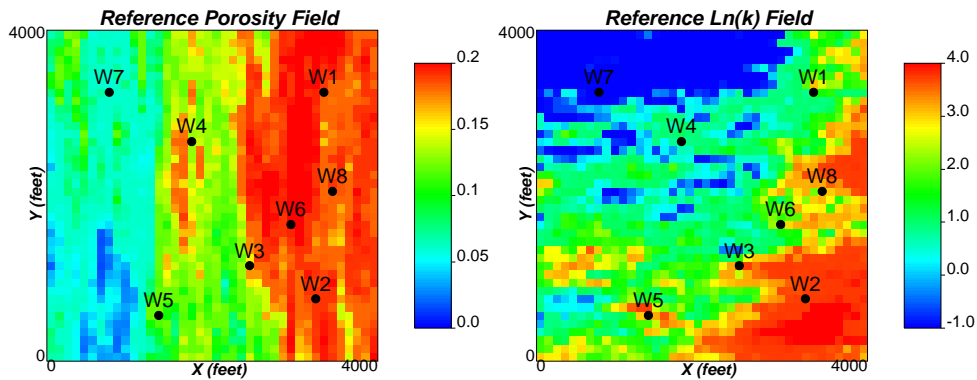 Reference Porosity Field
4000
W7
W1
W4
W8
W6
W3
W2
W5
Y (feet)
0
0
X (feet)
4000
0.2
0.1
0.05
0.0
Reference Ln(k) Field
4000
W7
W1
W4
W8
W6
W3
W2
W5
Y (feet)
0
0
X (feet)
4000
4.0
3.0
2.0
1.0
0.0
-1.0